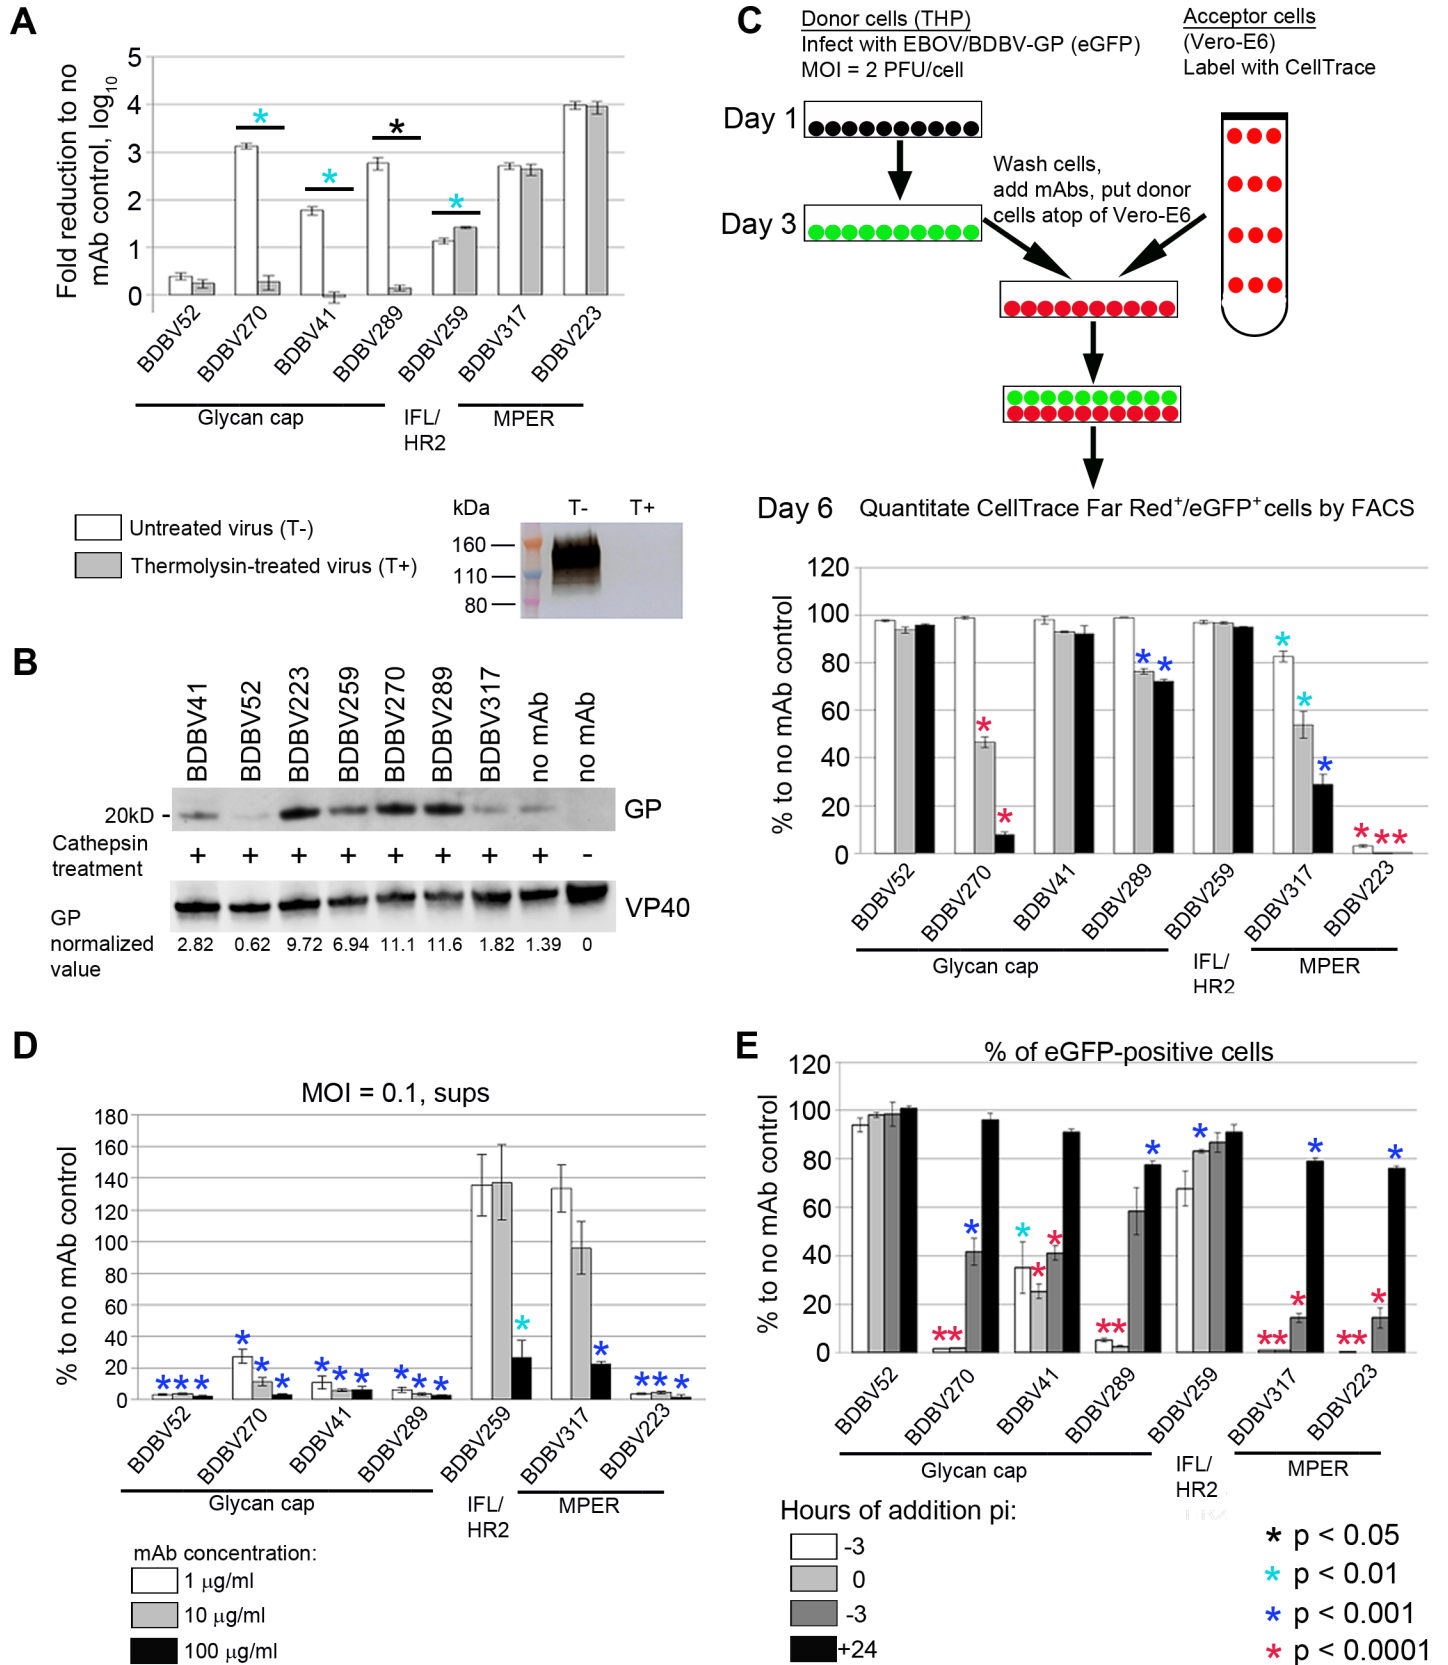 A
Fold reduction to no
mAb control, log10
5
4
3
2
1
0
*
*
*
*
BDBV52
BDBV270
BDBV41
BDBV289
BDBV259
BDBV317
BDBV223
Glycan cap
IFL/
HR2
MPER
Untreated virus (T-)
Thermolysin-treated virus (T+)
kDa
T-
T+
160
110
80
B
BDBV41
BDBV52
BDBV223
BDBV259
BDBV270
BDBV289
BDBV317
no mAb
no mAb
20kD -
GP
Cathepsin
treatment
+ + + + + + + + -
VP40
GP
normalized
value
2.82 0.62 9.72 6.94 11.1 11.6 1.82 1.39 0
C
Donor cells (THP)
Infect with EBOV/BDBV-GP (eGFP)
MOI = 2 PFU/cell
Acceptor cells
(Vero-E6)
Label with CellTrace
Day 1
Wash cells,
add mAbs, put donor
cells atop of Vero-E6
Day 3
Day 6 Quantitate CellTrace Far Red+/eGFP+ cells by FACS
% to no mAb control
120
100
80
60
40
20
0
* * * * * * * * **
BDBV52
BDBV270
BDBV41
BDBV289
BDBV259
BDBV317
BDBV223
Glycan cap
IFL/
HR2
MPER
D
MOI = 0.1, sups
% to no mAb control
180
160
140
120
100
80
60
40
20
0
*** *** *** *** * * ***
BDBV52
BDBV270
BDBV41
BDBV289
BDBV259
BDBV317
BDBV223
Glycan cap
IFL/
HR2
MPER
mAb concentration:
1 µg/ml
10 µg/ml
100 µg/ml
E
% of eGFP-positive cells
% to no mAb control
120
100
80
60
40
20
0
** * * * * ** * * ** * * ** * *
BDBV52
BDBV270
BDBV41
BDBV289
BDBV259
BDBV317
BDBV223
Glycan cap
IFL/
HR2
MPER
Hours of addition pi:
-3
0
-3
+24
* p < 0.05
* p < 0.01
* p < 0.001
* p < 0.0001